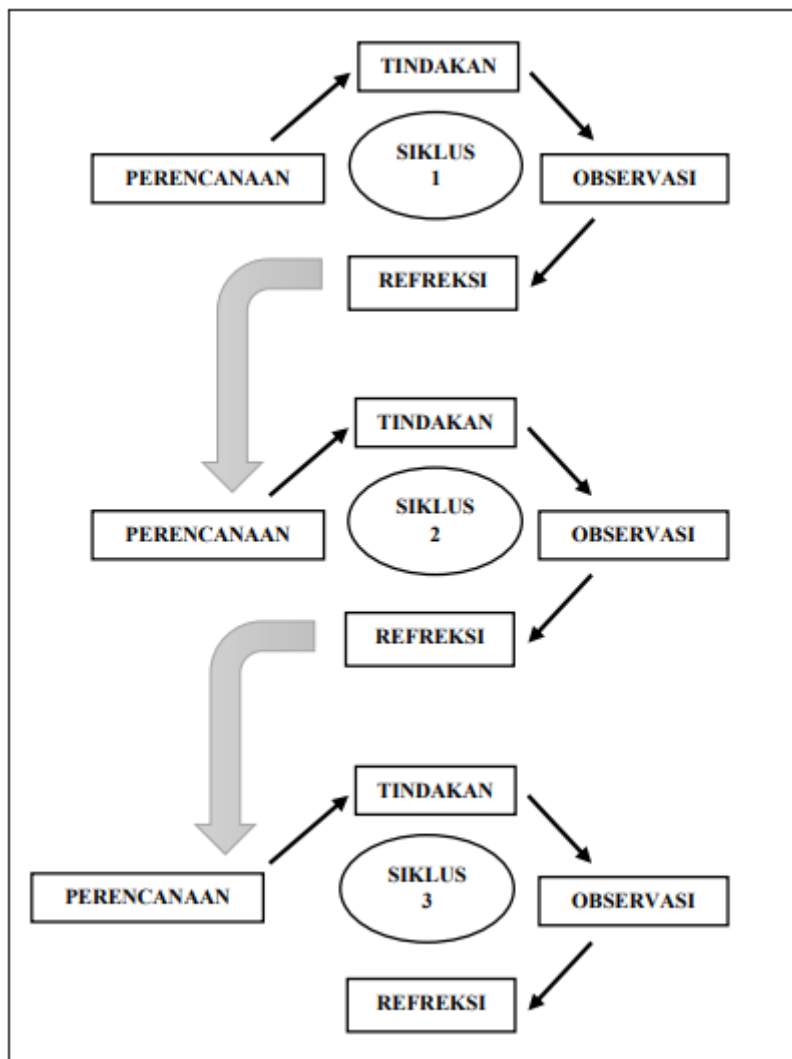 TINDAKAN
SIKLUS
1
PERENCANAAN
OBSERVASI
REFREKSI
TINDAKAN
SIKLUS
2
PERENCANAAN
OBSERVASI
REFREKSI
TINDAKAN
SIKLUS
3
PERENCANAAN
OBSERVASI
REFREKSI